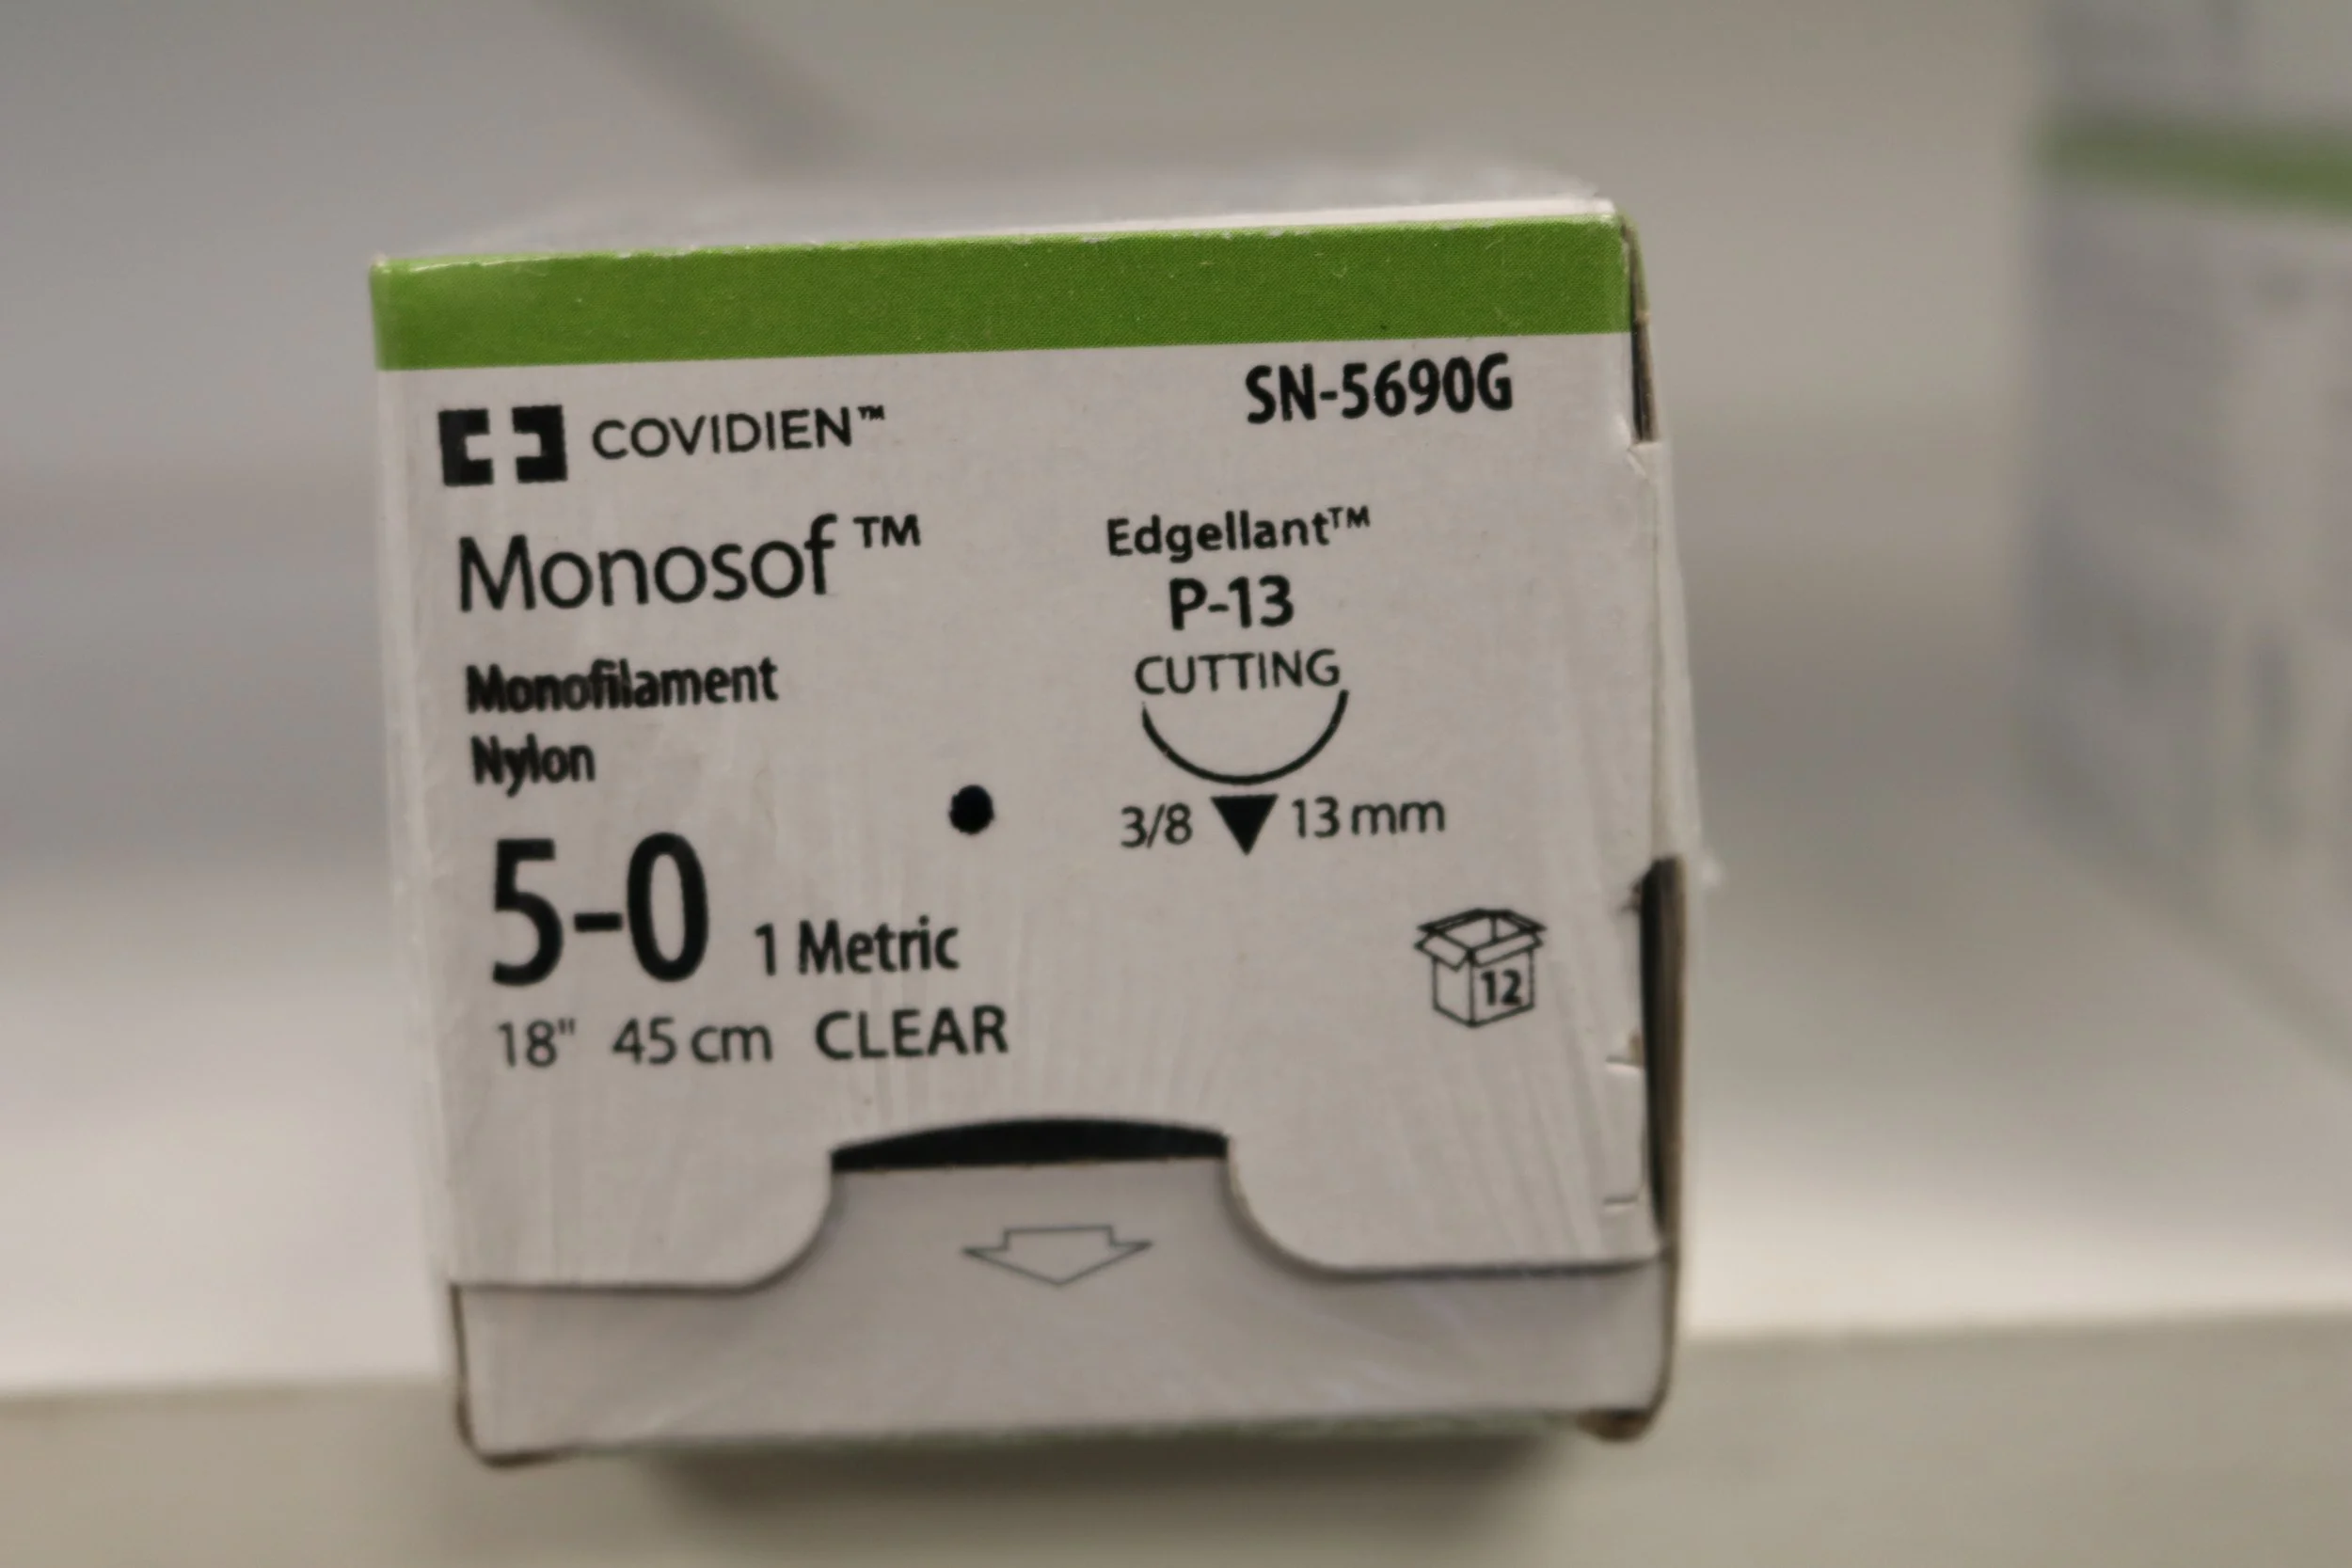 COVIDIEN™
SN-5690G
Monosof™
Monofilament
Nylon
5-0 1 Metric
18" 45 cm CLEAR
Edgellant™
P-13
CUTTING
3/8 13 mm
12